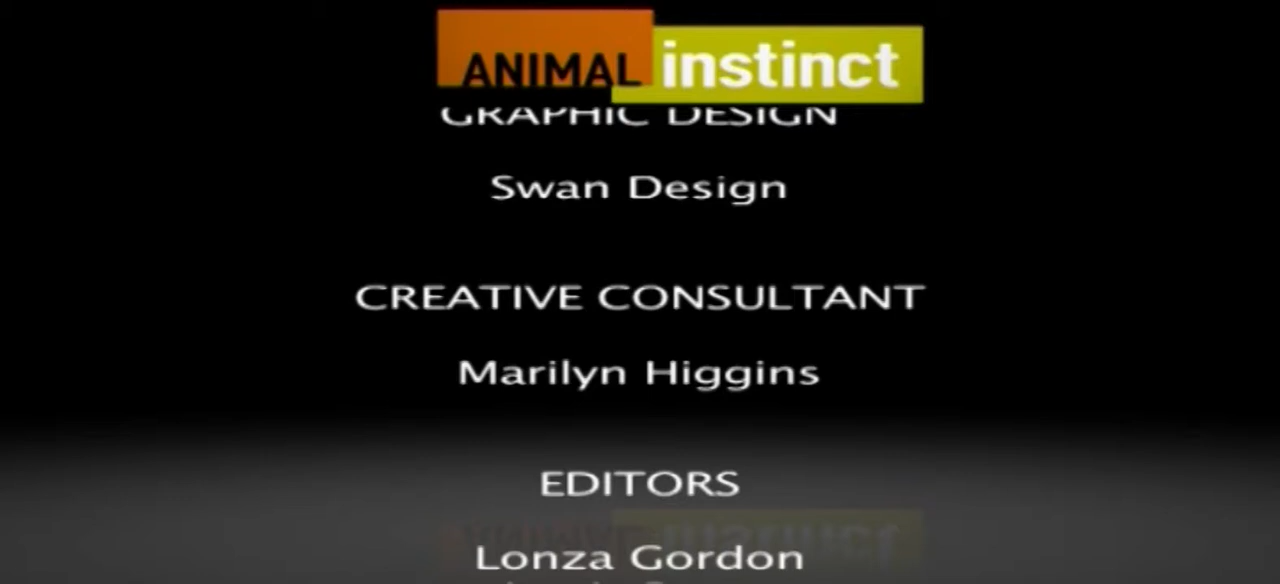 ANIMAL instinct
GRAPHIC DESIGN
Swan Design
CREATIVE CONSULTANT
Marilyn Higgins
EDITORS
Lonza Gordon